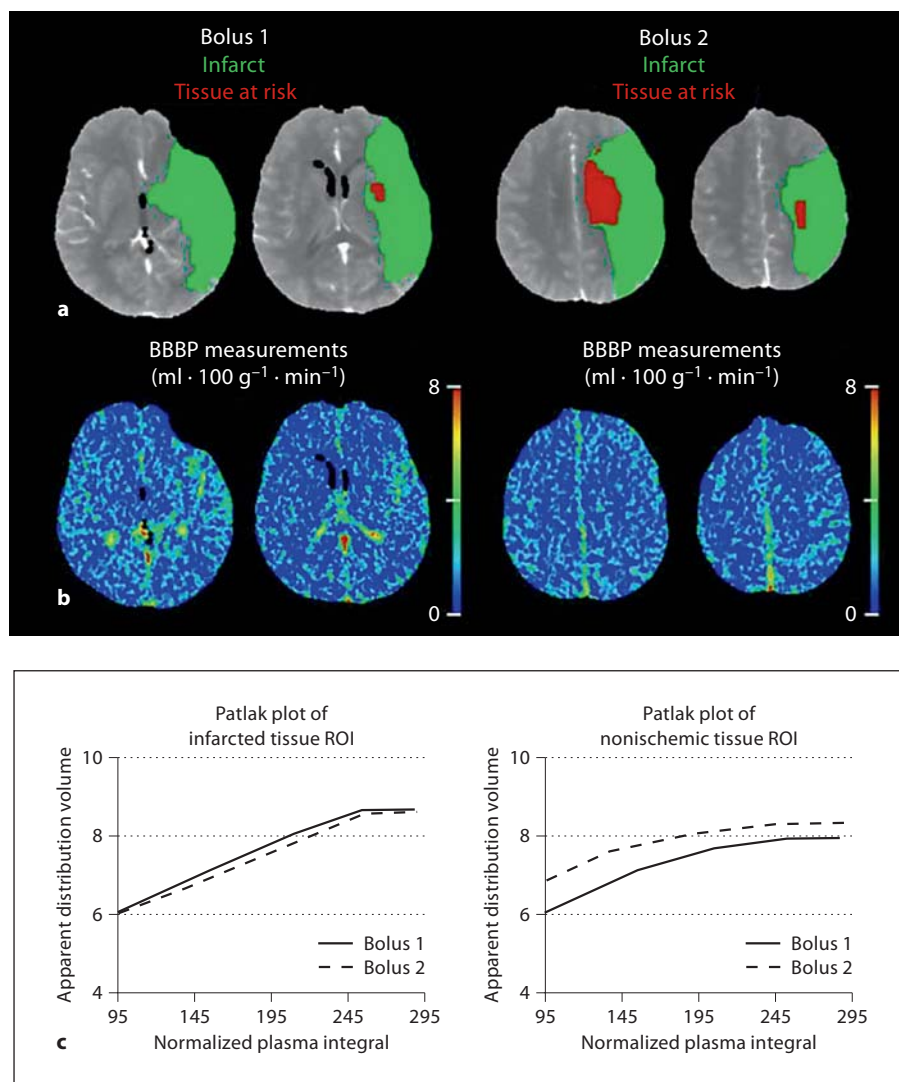 Bolus 1
Infarct
Tissue at risk
Bolus 2
Infarct
Tissue at risk
a
BBBP measurements
(ml · 100 g⁻¹ · min⁻¹)
8
0
BBBP measurements
(ml · 100 g⁻¹ · min⁻¹)
8
0
b
Patlak plot of
infarcted tissue ROI
Apparent distribution volume
10
8
6
4
Bolus 1
Bolus 2
95 145 195 245 295
Normalized plasma integral
Patlak plot of
nonischemic tissue ROI
Apparent distribution volume
10
8
6
4
Bolus 1
Bolus 2
95 145 195 245 295
Normalized plasma integral
c